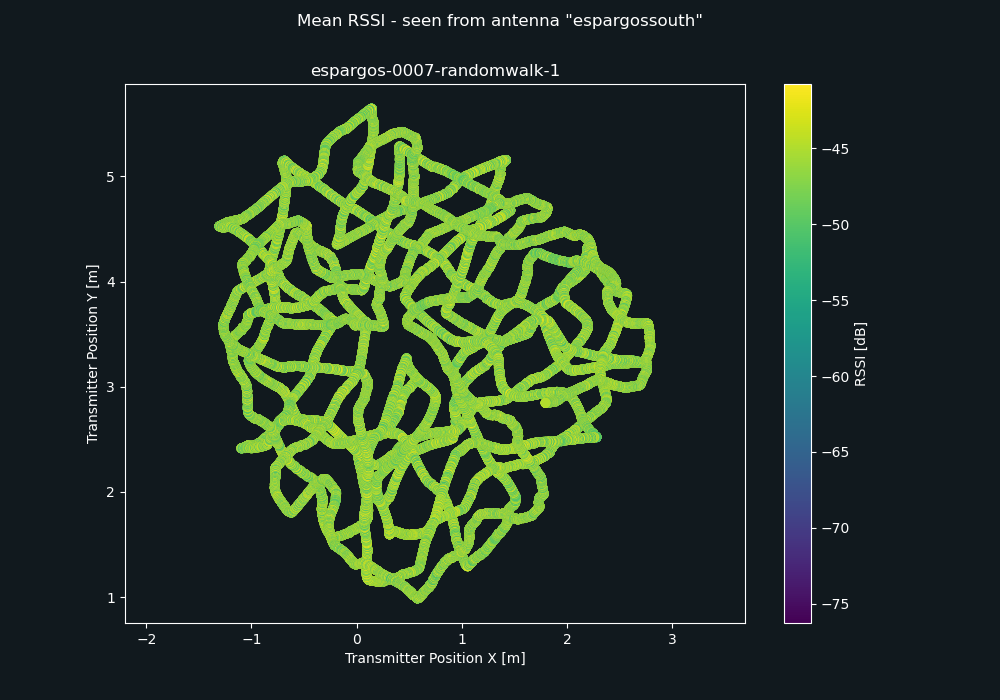 Mean RSSI - seen from antenna "espargossouth"
espargos-0007-randomwalk-1
Transmitter Position Y [m]
5
4
3
2
1
−2 −1 0 1 2 3
Transmitter Position X [m]
−45
−50
−55
−60
−65
−70
−75
RSSI [dB]